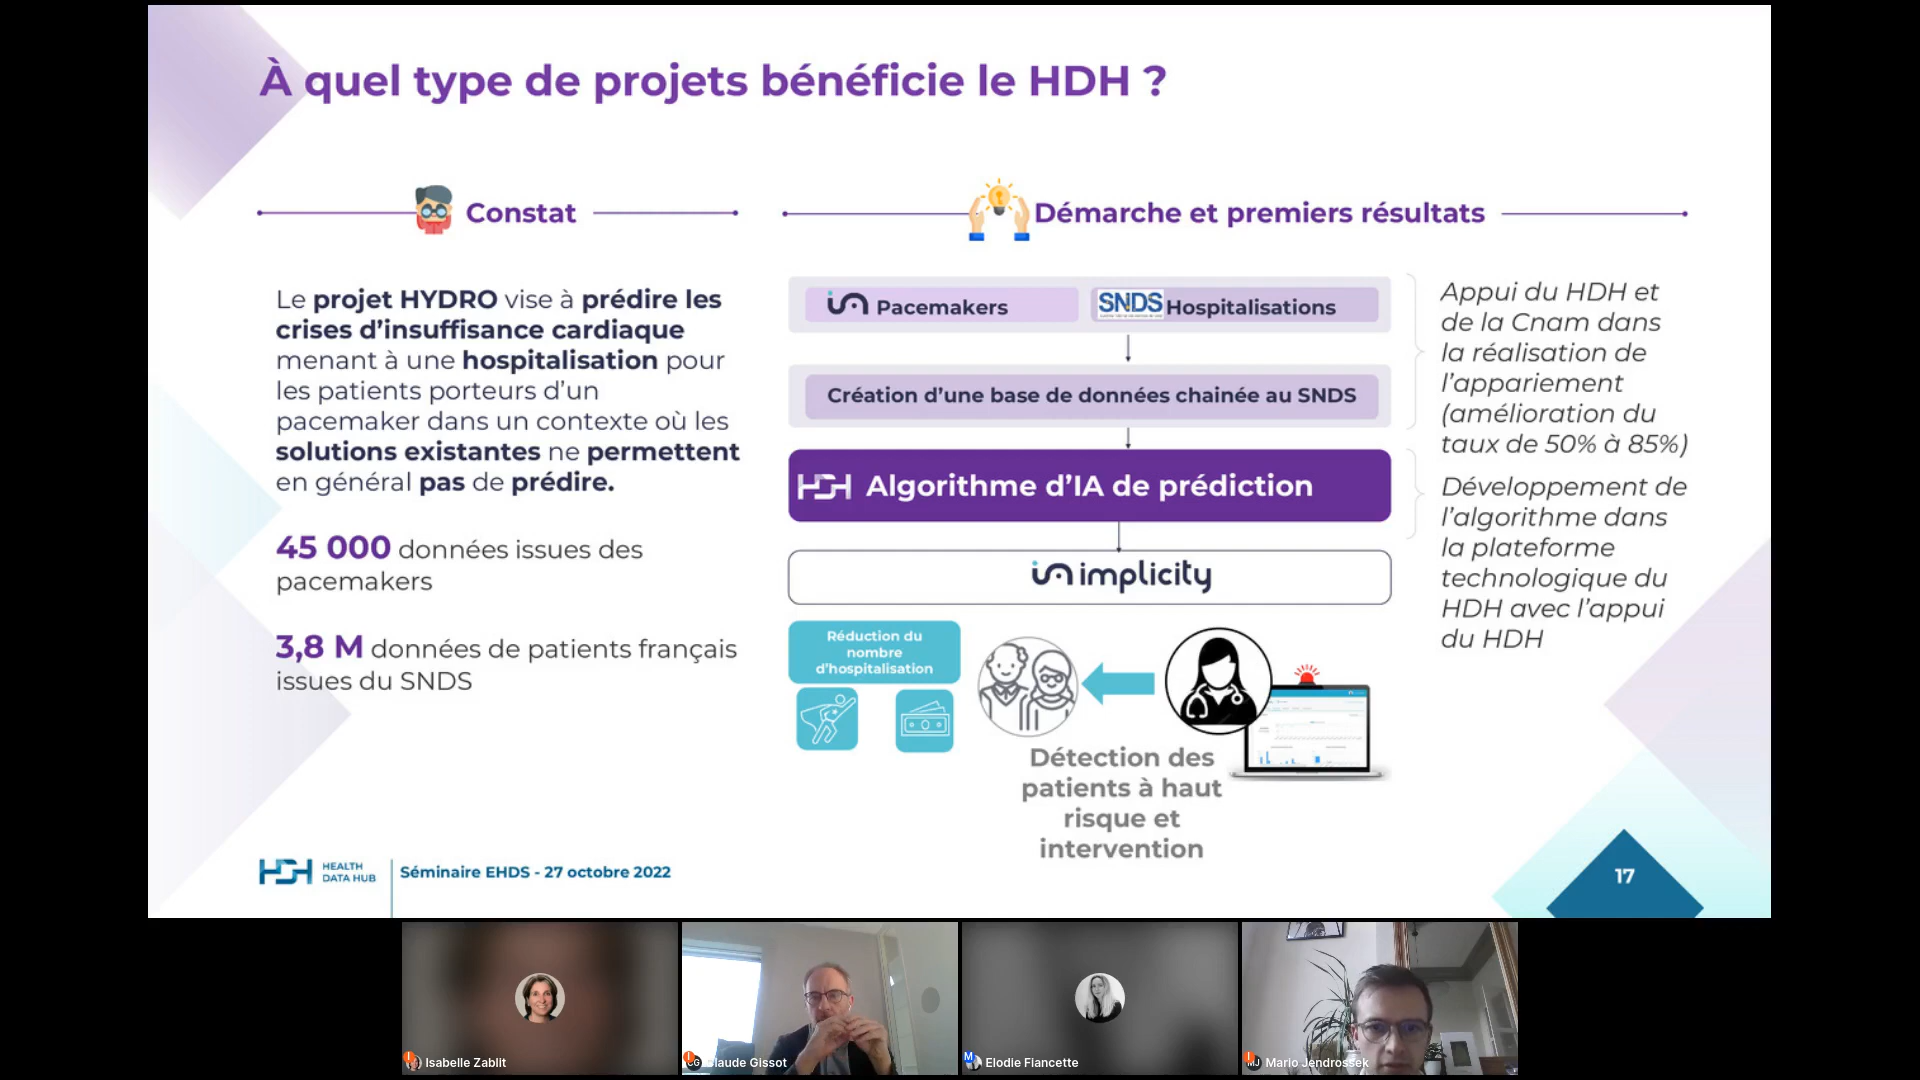 À quel type de projets bénéficie le HDH ?
Constat
Le projet HYDRO vise à prédire les
crises d'insuffisance cardiaque
menant à une hospitalisation pour
les patients porteurs d'un
pacemaker dans un contexte où les
solutions existantes ne permettent
en général pas de prédire.
45 000 données issues des
pacemakers
3,8 M données de patients français
issues du SNDS
Démarche et premiers résultats
Pacemakers
SNDS Hospitalisations
Création d'une base de données chainée au SNDS
HDH Algorithme d'IA de prédiction
implicity
Réduction du
nombre
d'hospitalisation
Détection des
patients à haut
risque et
intervention
Appui du HDH et
de la Cnam dans
la réalisation de
l'appariement
(amélioration du
taux de 50% à 85%)
Développement de
l'algorithme dans
la plateforme
technologique du
HDH avec l'appui
du HDH
HDH HEALTH
DATA HUB
Séminaire EHDS - 27 octobre 2022
17
Isabelle Zablit
Claude Gissot
Elodie Fiancette
Mario Jendrossek